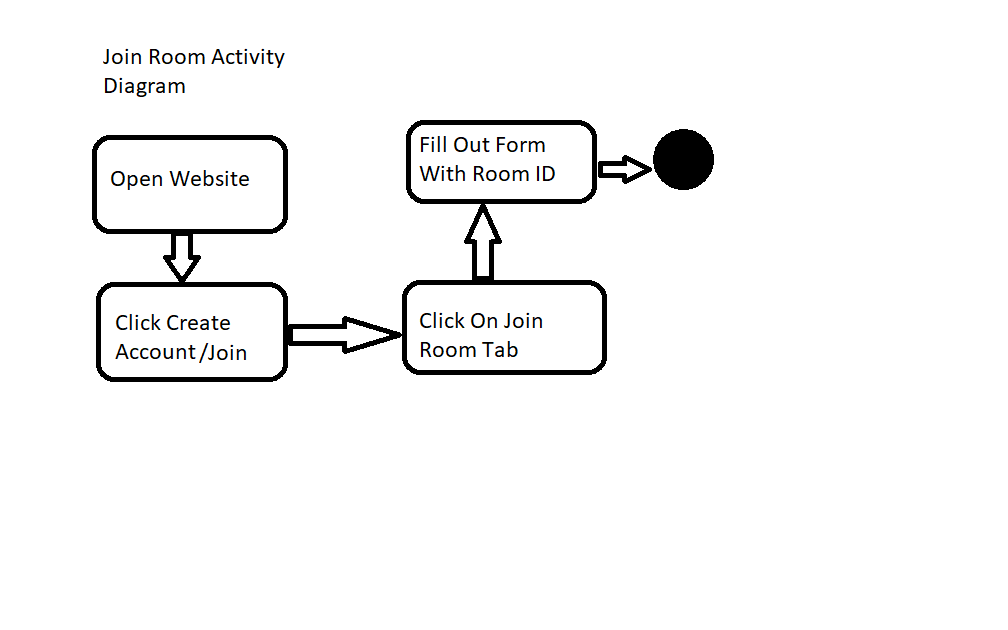 Join Room Activity
Diagram
Open Website
Click Create
Account/Join
Click On Join
Room Tab
Fill Out Form
With Room ID